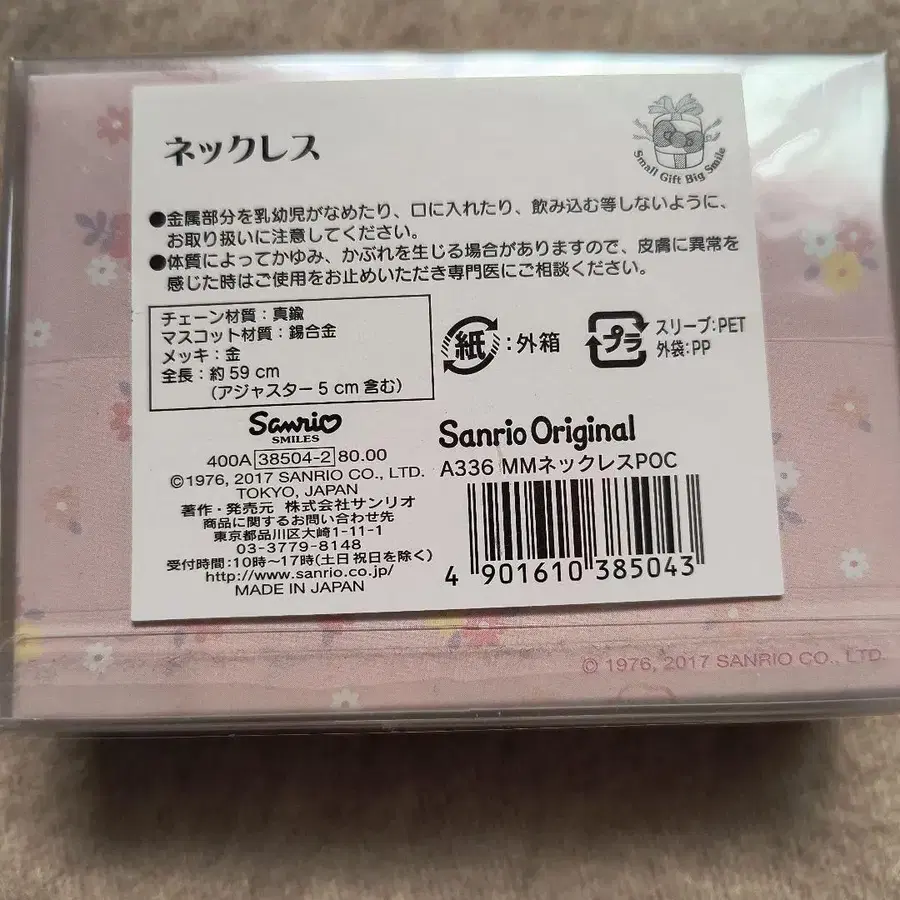 ネックレス
Small Gift Big Smile
●金属部分を乳幼児がなめたり、口に入れたり、飲み込む等しないように、
お取り扱いに注意してください。
●体質によってかゆみ、かぶれを生じる場合がありますので、皮膚に異常を
感じた時はご使用をお止めいただき専門医にご相談ください。
チェーン材質：真鍮
マスコット材質：錫合金
メッキ：金
全長：約59cm
（アジャスター5cm含む）
紙：外箱
プラ
スリーブ：PET
外袋：PP
Sanrio
SMILES
400A 38504-2 80.00
©1976, 2017 SANRIO CO., LTD.
TOKYO, JAPAN
著作・発売元 株式会社サンリオ
商品に関するお問い合わせ先
東京都品川区大崎1-11-1
03-3779-8148
受付時間：10時～17時(土日祝日を除く)
http://www.sanrio.co.jp/
MADE IN JAPAN
Sanrio Original
A336 MMネックレスPOC
4 901610 385043
© 1976, 2017 SANRIO CO., LTD.